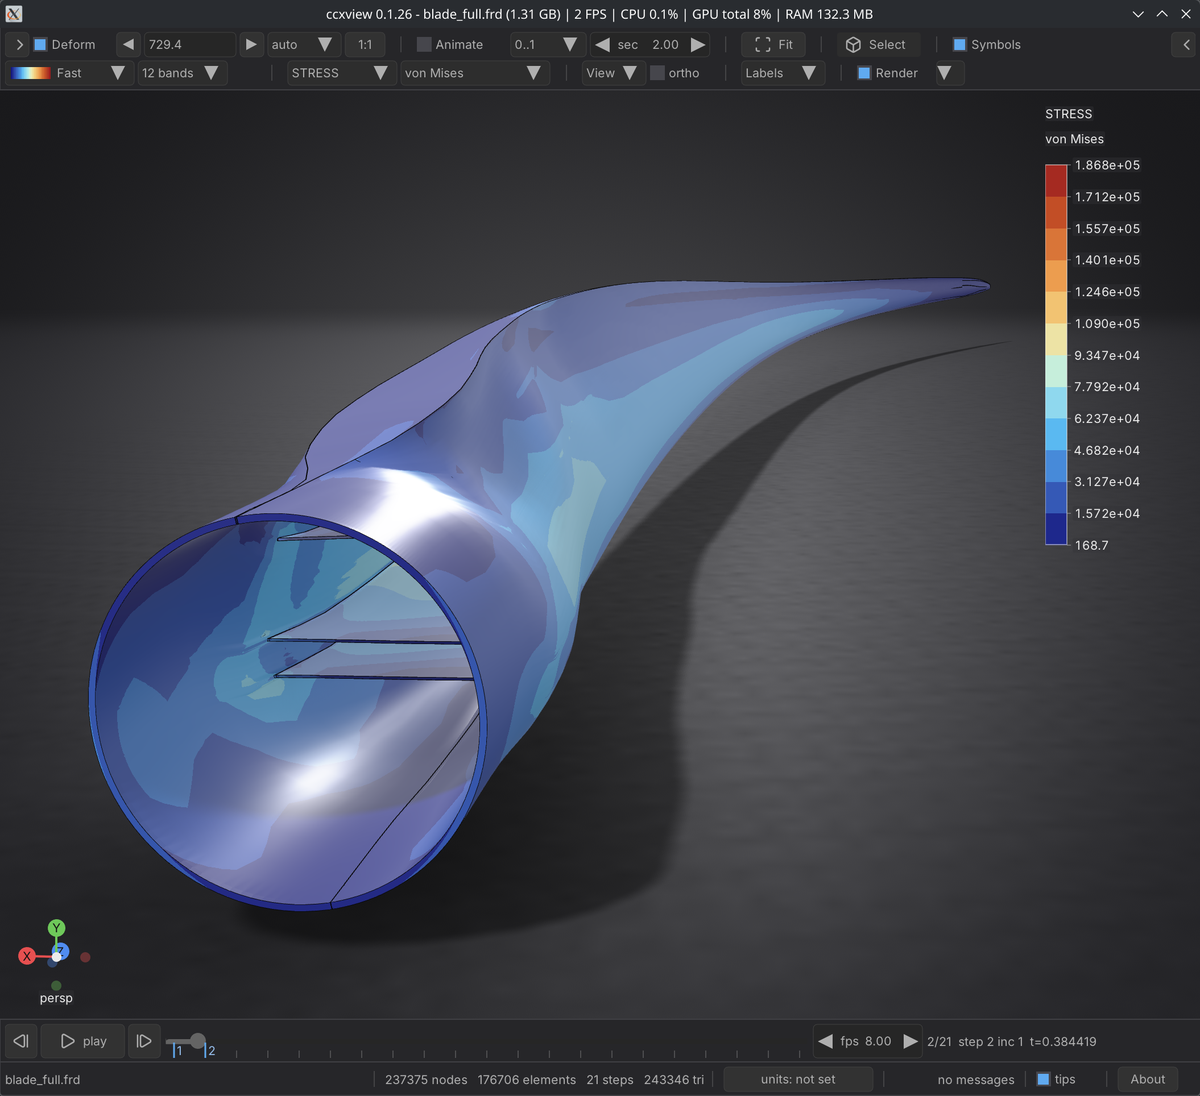 ccxview 0.1.26 - blade_full.frd (1.31 GB) | 2 FPS | CPU 0.1% | GPU total 8% | RAM 132.3 MB
Deform 729.4 auto 1:1 Animate 0..1 sec 2.00 Fit Select Symbols
Fast 12 bands STRESS von Mises View ortho Labels Render
STRESS
von Mises
1.868e+05
1.712e+05
1.557e+05
1.401e+05
1.246e+05
1.090e+05
9.347e+04
7.792e+04
6.237e+04
4.682e+04
3.127e+04
1.572e+04
168.7
Y
X Z
persp
play 1 2 fps 8.00 2/21 step 2 inc 1 t=0.384419
blade_full.frd 237375 nodes 176706 elements 21 steps 243346 tri units: not set no messages tips About